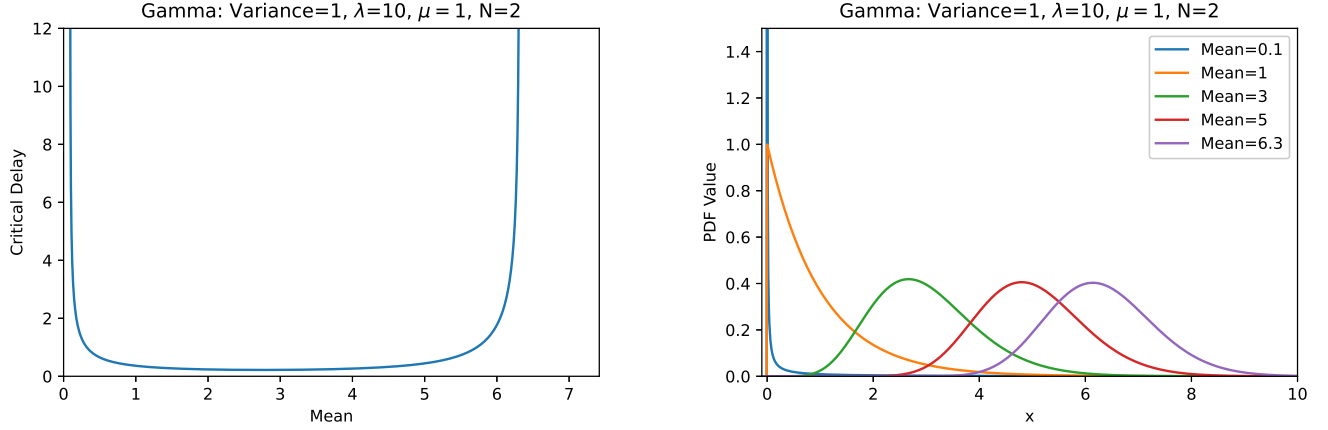 Gamma: Variance=1, λ=10, μ = 1, N=2
12
10
8
6
4
2
0
Critical Delay
0 1 2 3 4 5 6 7
Mean
Gamma: Variance=1, λ=10, μ = 1, N=2
1.4
1.2
1.0
0.8
0.6
0.4
0.2
0.0
PDF Value
Mean=0.1
Mean=1
Mean=3
Mean=5
Mean=6.3
0 2 4 6 8 10
x